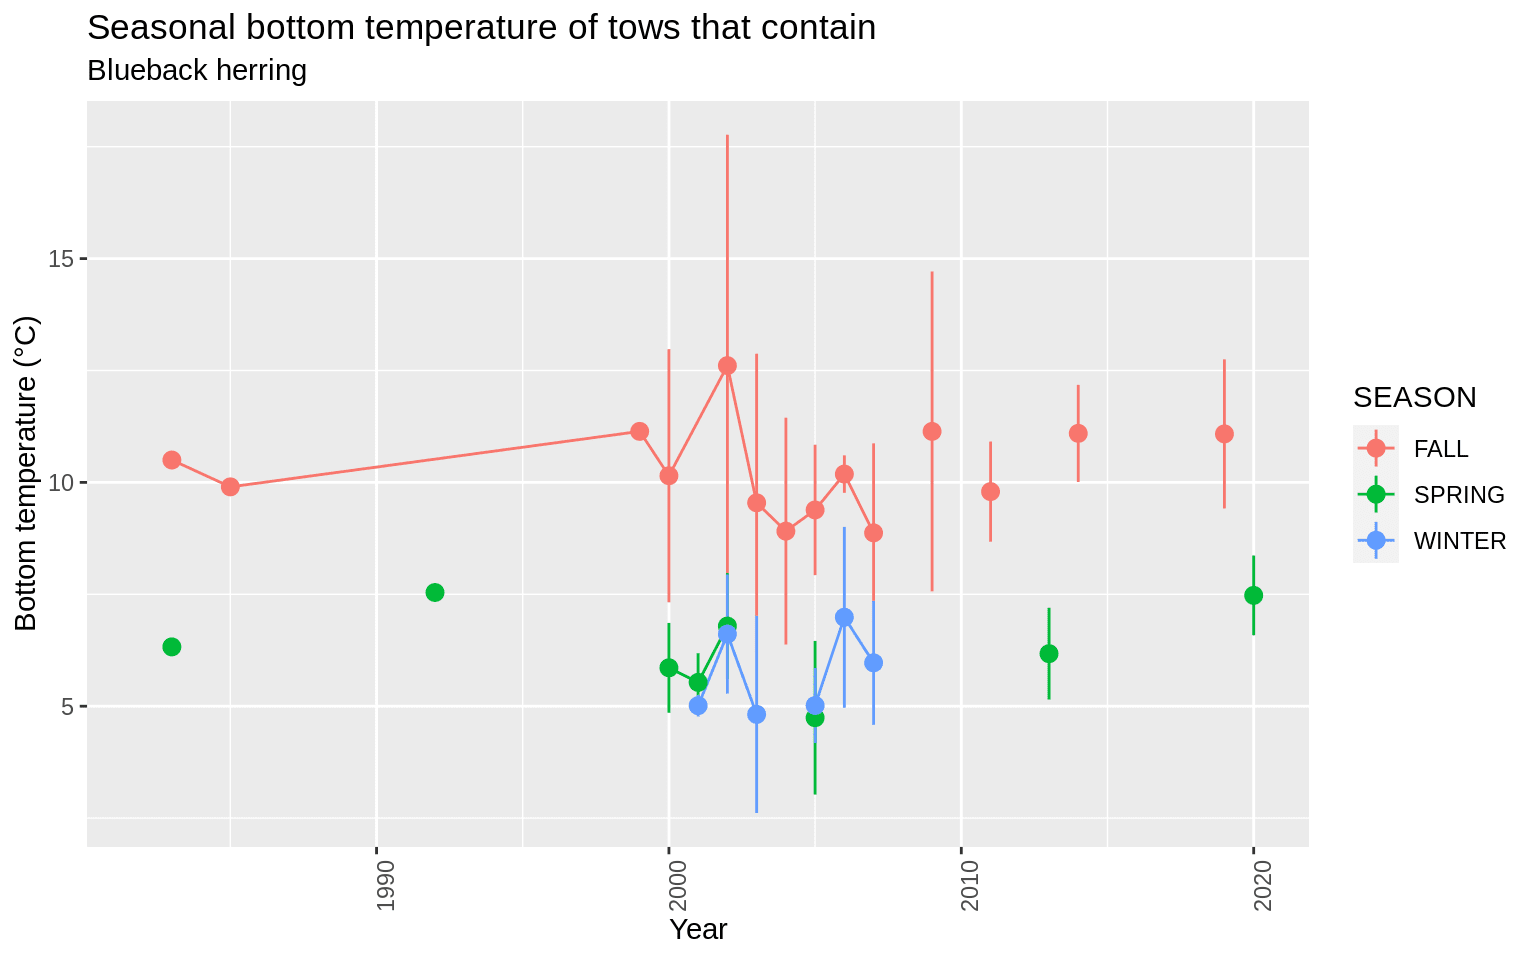 Seasonal bottom temperature of tows that contain
Blueback herring
15
10
5
Bottom temperature (°C)
1990
2000
2010
2020
Year
SEASON
FALL
SPRING
WINTER